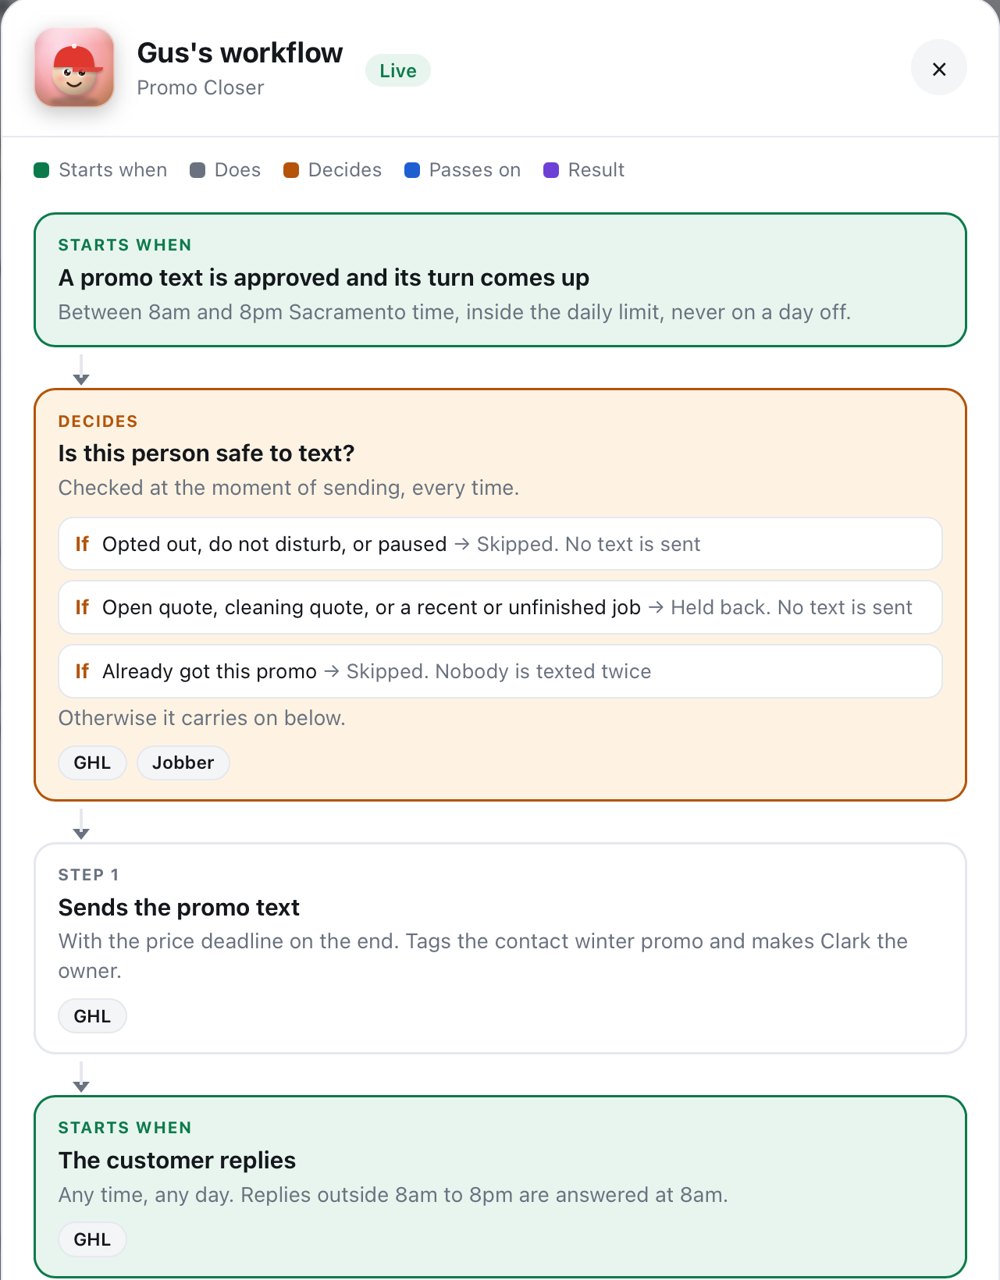 Gus's workflow
Live
Promo Closer
Starts when
Does
Decides
Passes on
Result
STARTS WHEN
A promo text is approved and its turn comes up
Between 8am and 8pm Sacramento time, inside the daily limit, never on a day off.
DECIDES
Is this person safe to text?
Checked at the moment of sending, every time.
If Opted out, do not disturb, or paused → Skipped. No text is sent
If Open quote, cleaning quote, or a recent or unfinished job → Held back. No text is sent
If Already got this promo → Skipped. Nobody is texted twice
Otherwise it carries on below.
GHL
Jobber
STEP 1
Sends the promo text
With the price deadline on the end. Tags the contact winter promo and makes Clark the
owner.
GHL
STARTS WHEN
The customer replies
Any time, any day. Replies outside 8am to 8pm are answered at 8am.
GHL